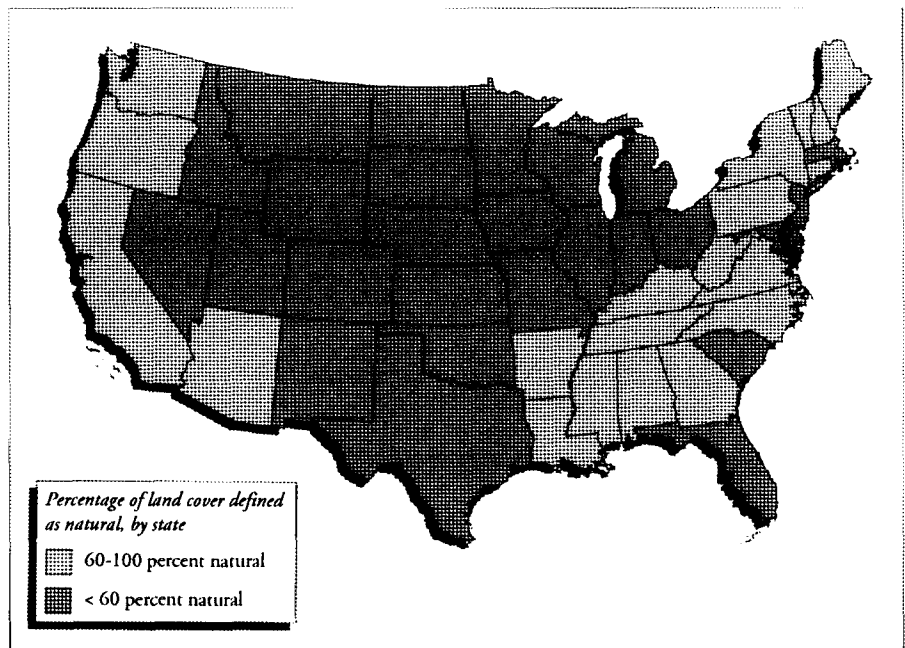 Percentage of land cover defined
as natural, by state
60-100 percent natural
< 60 percent natural